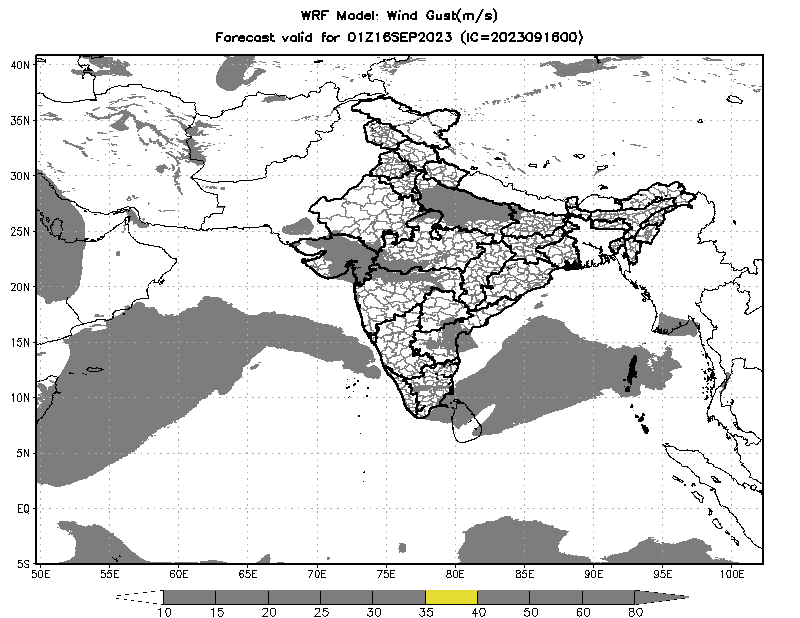 WRF Model: Wind Gust(m/s)
Forecast valid for 01Z16SEP2023 (IC=2023091600)
40N
35N
30N
25N
20N
15N
10N
5N
EQ
5S
50E 55E 60E 65E 70E 75E 80E 85E 90E 95E 100E
10 15 25 30 35 40 50 60 80